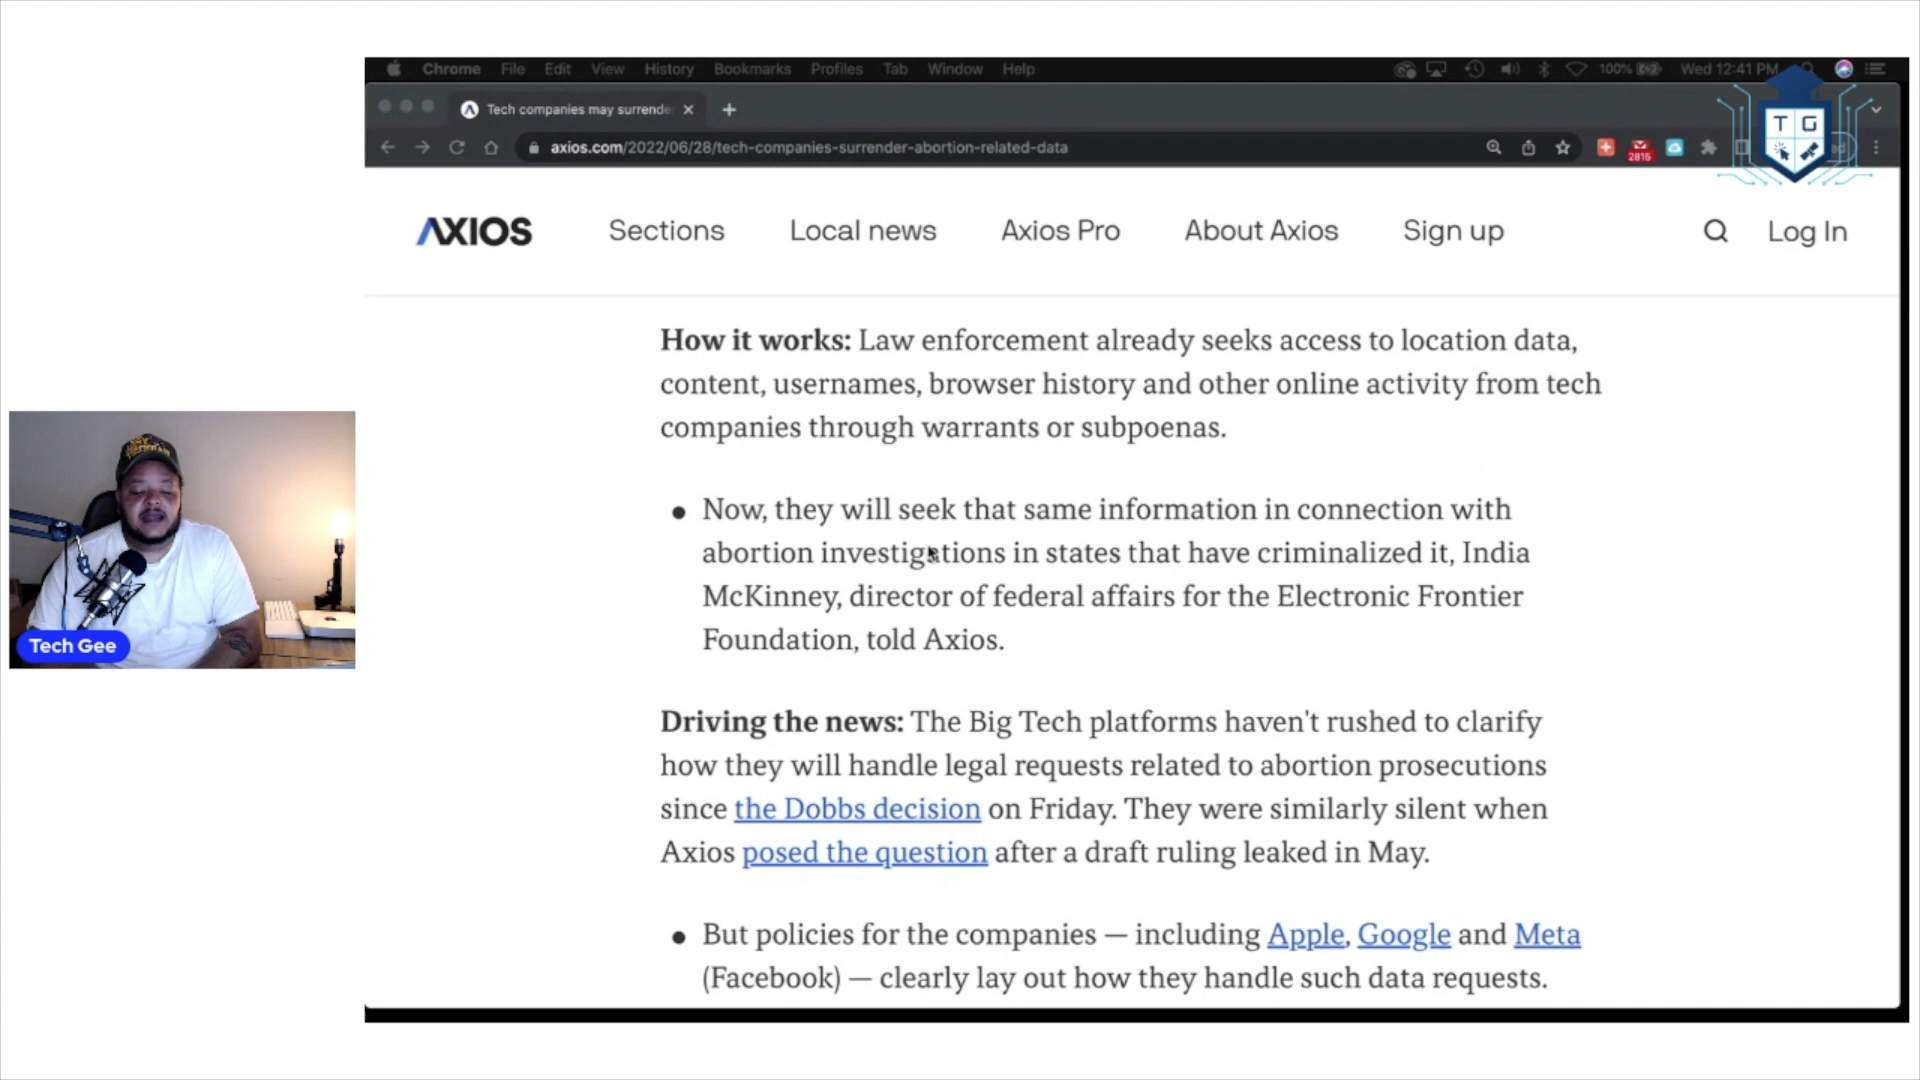 Chrome File Edit View History Bookmarks Profiles Tab Window Help 100% Wed 12:41 PM
Tech companies may surrende
axios.com/2022/06/28/tech-companies-surrender-abortion-related-data
2815
T G
AXIOS Sections Local news Axios Pro About Axios Sign up Log In
How it works: Law enforcement already seeks access to location data,
content, usernames, browser history and other online activity from tech
companies through warrants or subpoenas.
• Now, they will seek that same information in connection with
abortion investigations in states that have criminalized it, India
McKinney, director of federal affairs for the Electronic Frontier
Foundation, told Axios.
Tech Gee
Driving the news: The Big Tech platforms haven't rushed to clarify
how they will handle legal requests related to abortion prosecutions
since the Dobbs decision on Friday. They were similarly silent when
Axios posed the question after a draft ruling leaked in May.
• But policies for the companies — including Apple, Google and Meta
(Facebook) — clearly lay out how they handle such data requests.